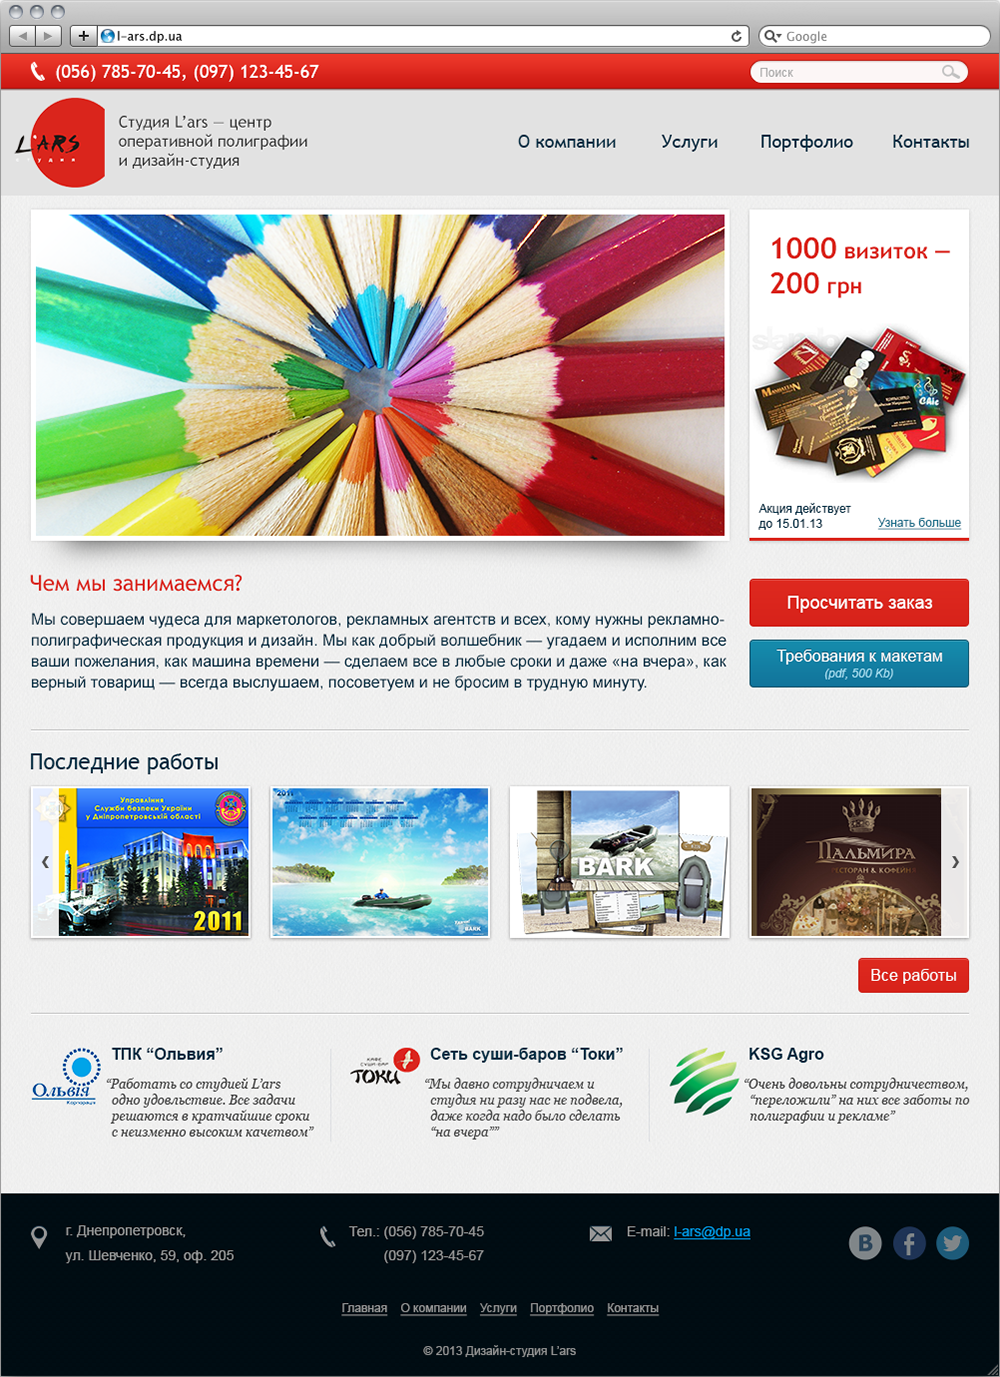 l-ars.dp.ua
Google
(056) 785-70-45, (097) 123-45-67
Поиск
L'ARS
студия
Студия L’ars — центр
оперативной полиграфии
и дизайн-студия
О компании
Услуги
Портфолио
Контакты
1000 визиток —
200 грн
Акция действует
до 15.01.13
Узнать больше
Чем мы занимаемся?
Мы совершаем чудеса для маркетологов, рекламных агентств и всех, кому нужны рекламно-
полиграфическая продукция и дизайн. Мы как добрый волшебник — угадаем и исполним все
ваши пожелания, как машина времени — сделаем все в любые сроки и даже «на вчера», как
верный товарищ — всегда выслушаем, посоветуем и не бросим в трудную минуту.
Просчитать заказ
Требования к макетам
(pdf, 500 Kb)
Последние работы
Управління
Служби безпеки України
у Дніпропетровській області
2011
2011
BARK
BARK
Пальмира
РЕСТОРАН & КОФЕЙНЯ
Все работы
Ольвія
Корпорація
ТПК “Ольвия”
“Работать со студией L’ars
одно удовольствие. Все задачи
решаются в кратчайшие сроки
с неизменно высоким качетвом”
КАФЕ
СУШИ-БАР
ТОКИ
Сеть суши-баров “Токи”
“Мы давно сотрудничаем и
студия ни разу нас не подвела,
даже когда надо было сделать
“на вчера””
KSG Agro
“Очень довольны сотрудничеством,
“переложили” на них все заботы по
полиграфии и рекламе”
г. Днепропетровск,
ул. Шевченко, 59, оф. 205
Тел.: (056) 785-70-45
(097) 123-45-67
E-mail: l-ars@dp.ua
Главная
О компании
Услуги
Портфолио
Контакты
© 2013 Дизайн-студия L’ars